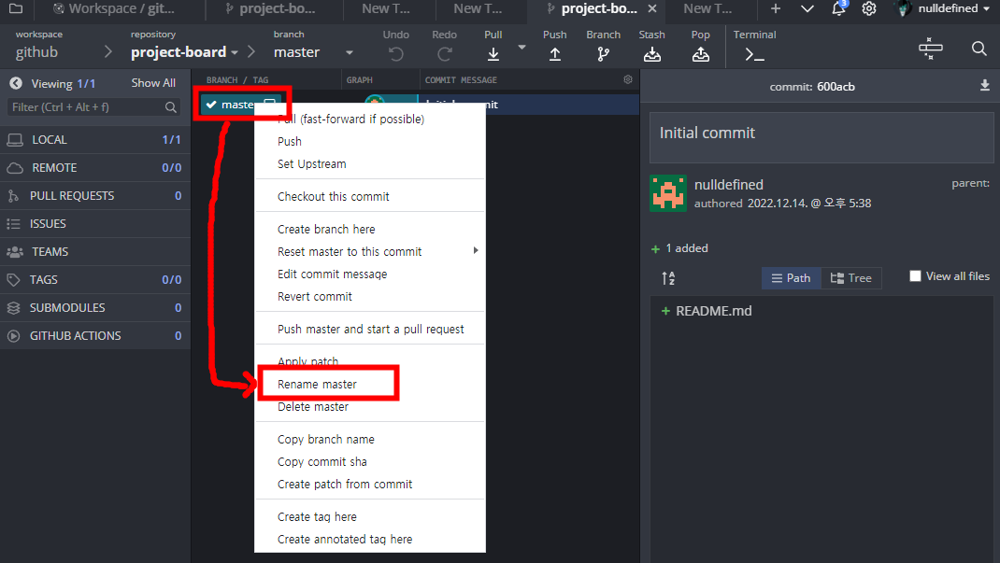 Workspace / git...
project-bo...
New T...
New T...
project-bo...
New T...
3
nulldefined
workspace
github
repository
project-board
branch
master
Undo
Redo
Pull
Push
Branch
Stash
Pop
Terminal
Viewing 1/1
Show All
Filter (Ctrl + Alt + f)
LOCAL 1/1
REMOTE 0/0
PULL REQUESTS 0
ISSUES
TEAMS
TAGS 0/0
SUBMODULES 0
GITHUB ACTIONS 0
BRANCH / TAG
GRAPH
COMMIT MESSAGE
master
Initial commit
Pull (fast-forward if possible)
Push
Set Upstream
Checkout this commit
Create branch here
Reset master to this commit
Edit commit message
Revert commit
Push master and start a pull request
Apply patch
Rename master
Delete master
Copy branch name
Copy commit sha
Create patch from commit
Create tag here
Create annotated tag here
commit: 600acb
Initial commit
nulldefined
authored 2022.12.14. @ 오후 5:38
parent:
+ 1 added
Path
Tree
View all files
+ README.md